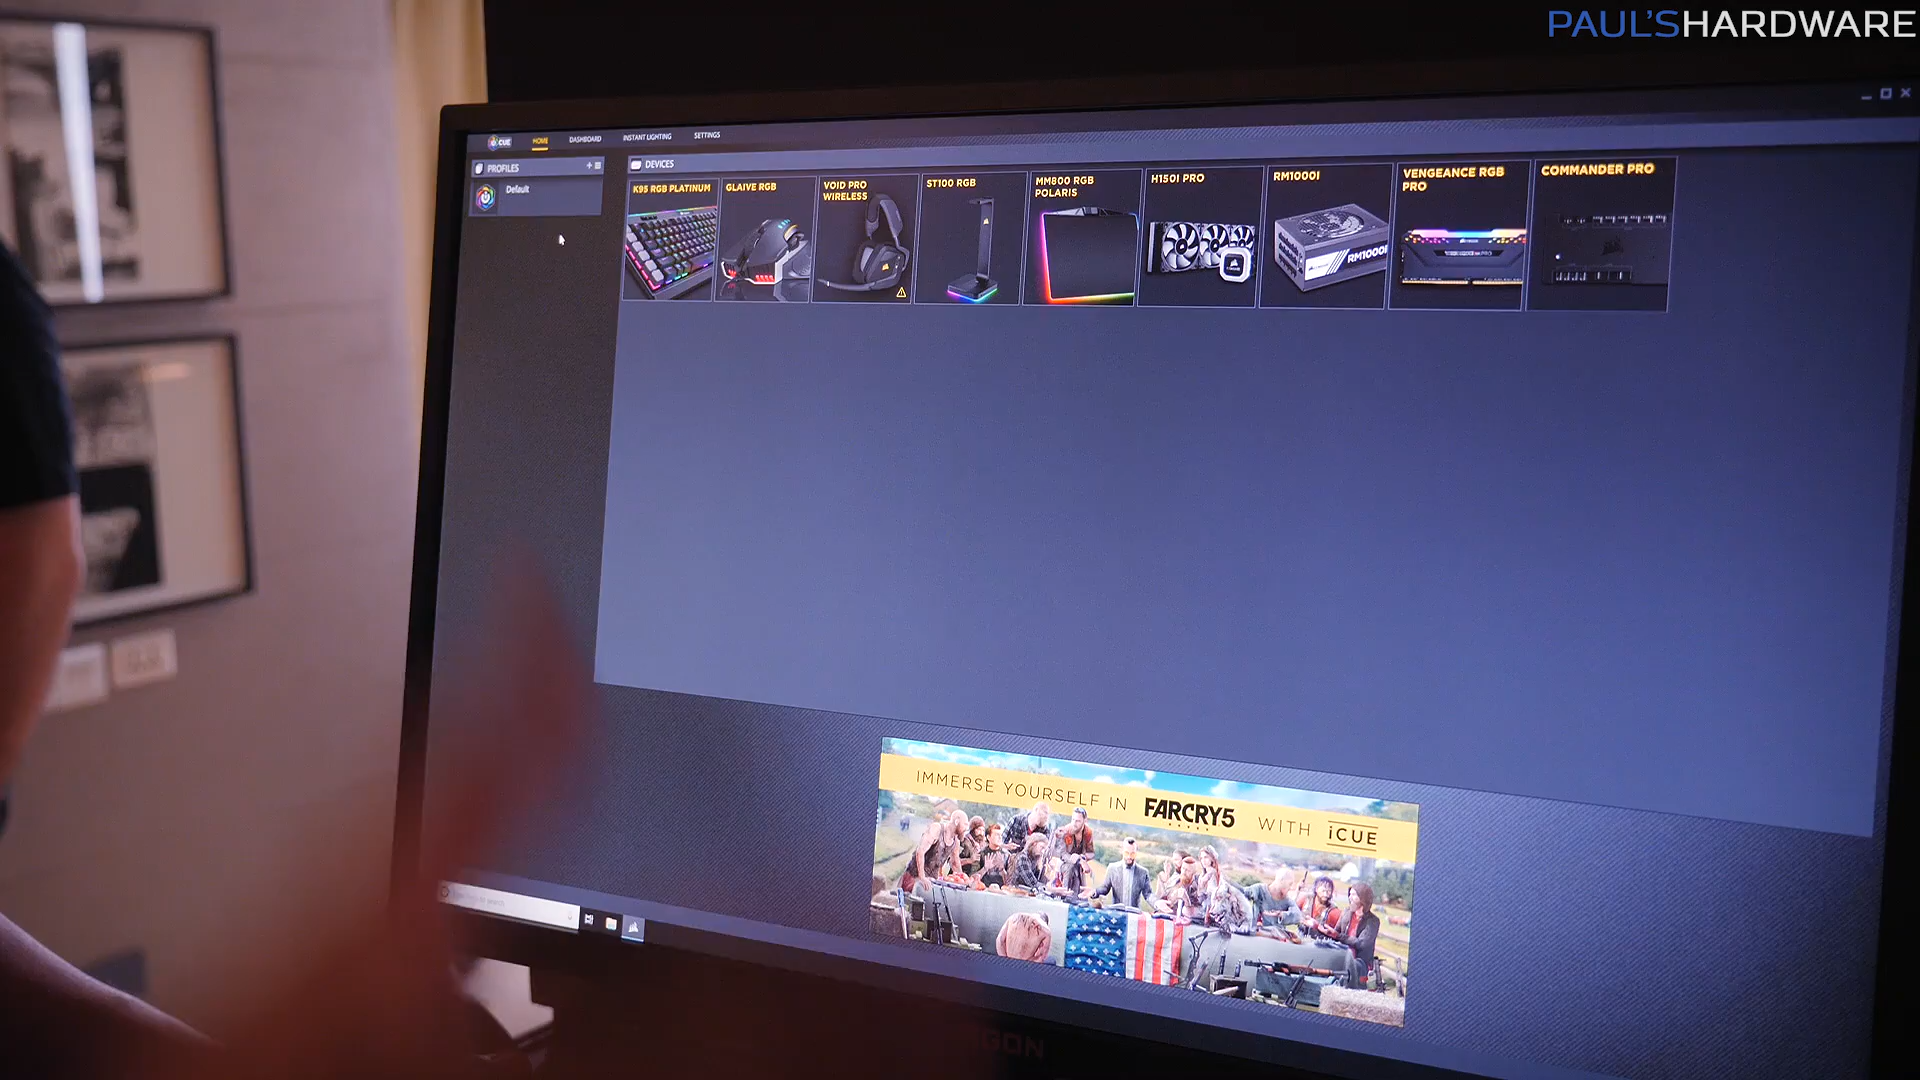 PAUL'SHARDWARE
iCUE
HOME
DASHBOARD
INSTANT LIGHTING
SETTINGS
PROFILES
Default
DEVICES
K95 RGB PLATINUM
GLAIVE RGB
VOID PRO
WIRELESS
ST100 RGB
MM800 RGB
POLARIS
H150I PRO
RM1000I
RM1000i
VENGEANCE RGB
PRO
COMMANDER PRO
IMMERSE YOURSELF IN FARCRY5 WITH iCUE